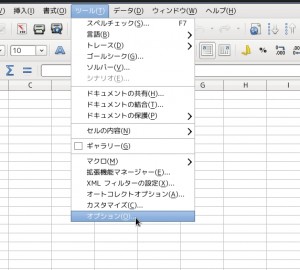 挿入(I) 書式(O) ツール(T) データ(D) ウィンドウ(W) ヘルプ(H)
スペルチェック(S)... F7
言語(B)
トレース(D)
ゴールシーク(G)...
ソルバー(V)...
シナリオ(E)...
ドキュメントの共有(H)...
ドキュメントの結合(T)...
ドキュメントの保護(P)
セルの内容(N)
ギャラリー(G)
マクロ(M)
拡張機能マネージャー(E)...
XML フィルターの設定(X)...
オートコレクトオプション(A)...
カスタマイズ(C)...
オプション(O)...
10
E
G
H